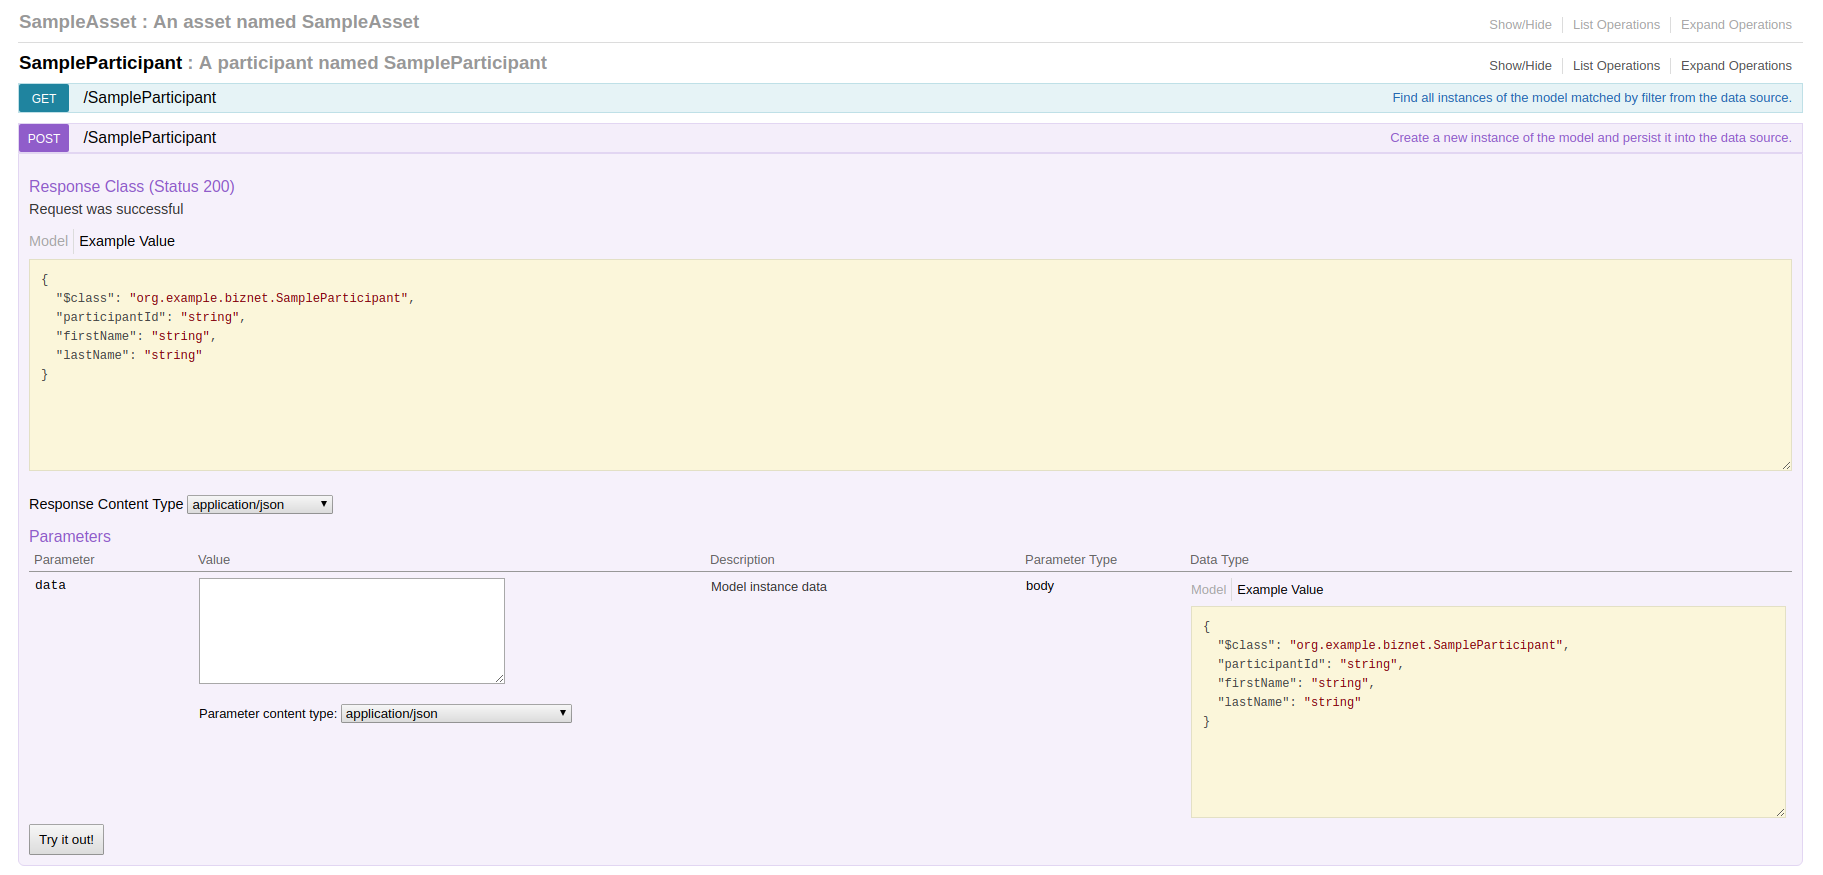 SampleAsset : An asset named SampleAsset
Show/Hide List Operations Expand Operations
SampleParticipant : A participant named SampleParticipant
Show/Hide List Operations Expand Operations
GET /SampleParticipant Find all instances of the model matched by filter from the data source.
POST /SampleParticipant Create a new instance of the model and persist it into the data source.
Response Class (Status 200)
Request was successful
Model Example Value
{
  "$class": "org.example.biznet.SampleParticipant",
  "participantId": "string",
  "firstName": "string",
  "lastName": "string"
}
Response Content Type application/json
Parameters
Parameter Value Description Parameter Type Data Type
data Model instance data body Model Example Value
{
  "$class": "org.example.biznet.SampleParticipant",
  "participantId": "string",
  "firstName": "string",
  "lastName": "string"
}
Parameter content type: application/json
Try it out!